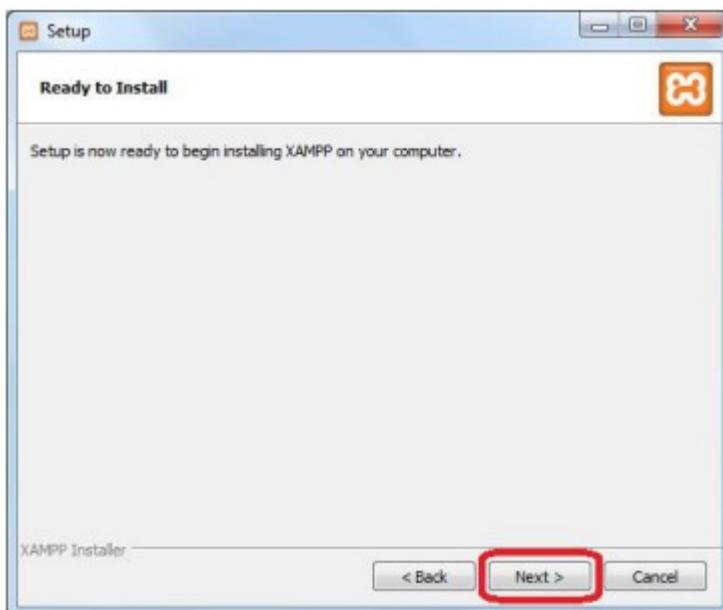 Setup
Ready to Install
Setup is now ready to begin installing XAMPP on your computer.
XAMPP Installer
< Back Next > Cancel